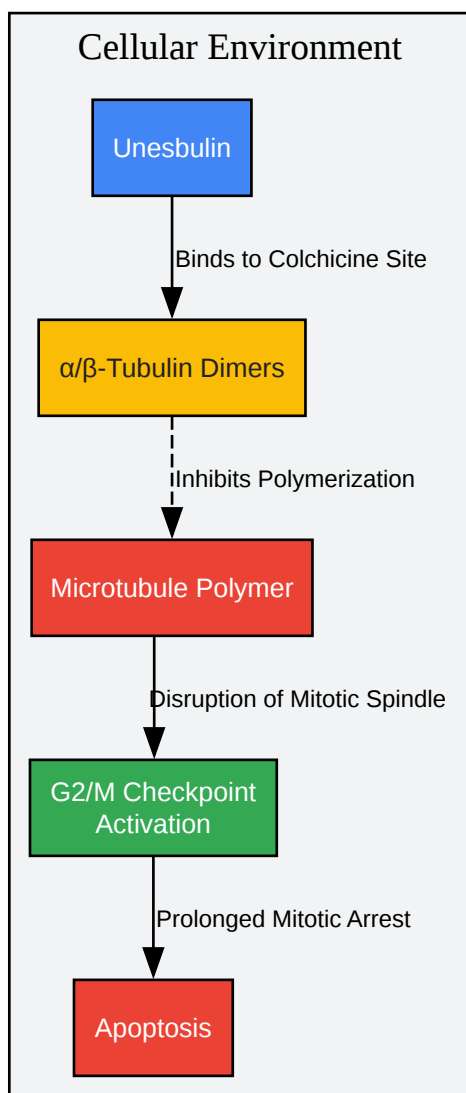 Cellular Environment
Unesbulin
Binds to Colchicine Site
α/β-Tubulin Dimers
Inhibits Polymerization
Microtubule Polymer
Disruption of Mitotic Spindle
G2/M Checkpoint
Activation
Prolonged Mitotic Arrest
Apoptosis